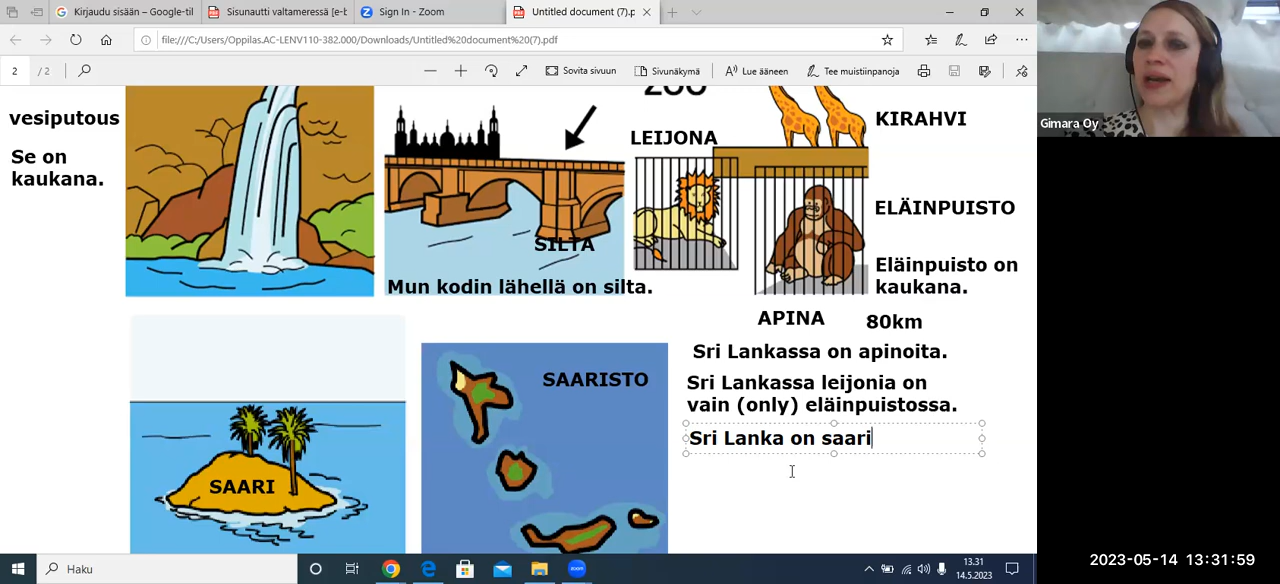 Kirjaudu sisään – Google-til
Sisunautti valtameressä [e-b
Sign In - Zoom
Untitled document (7).p
file:///C:/Users/Oppilas.AC-LENV110-382.000/Downloads/Untitled%20document%20(7).pdf
2 / 2
Sovita sivuun
Sivunäkymä
Lue ääneen
Tee muistiinpanoja
vesiputous
Se on
kaukana.
SILTA
Mun kodin lähellä on silta.
ZOO
LEIJONA
KIRAHVI
ELÄINPUISTO
Eläinpuisto on
kaukana.
APINA
80km
Sri Lankassa on apinoita.
Sri Lankassa leijonia on
vain (only) eläinpuistossa.
Sri Lanka on saari
SAARI
SAARISTO
Gimara Oy
Haku
13.31
14.5.2023
2023-05-14 13:31:59